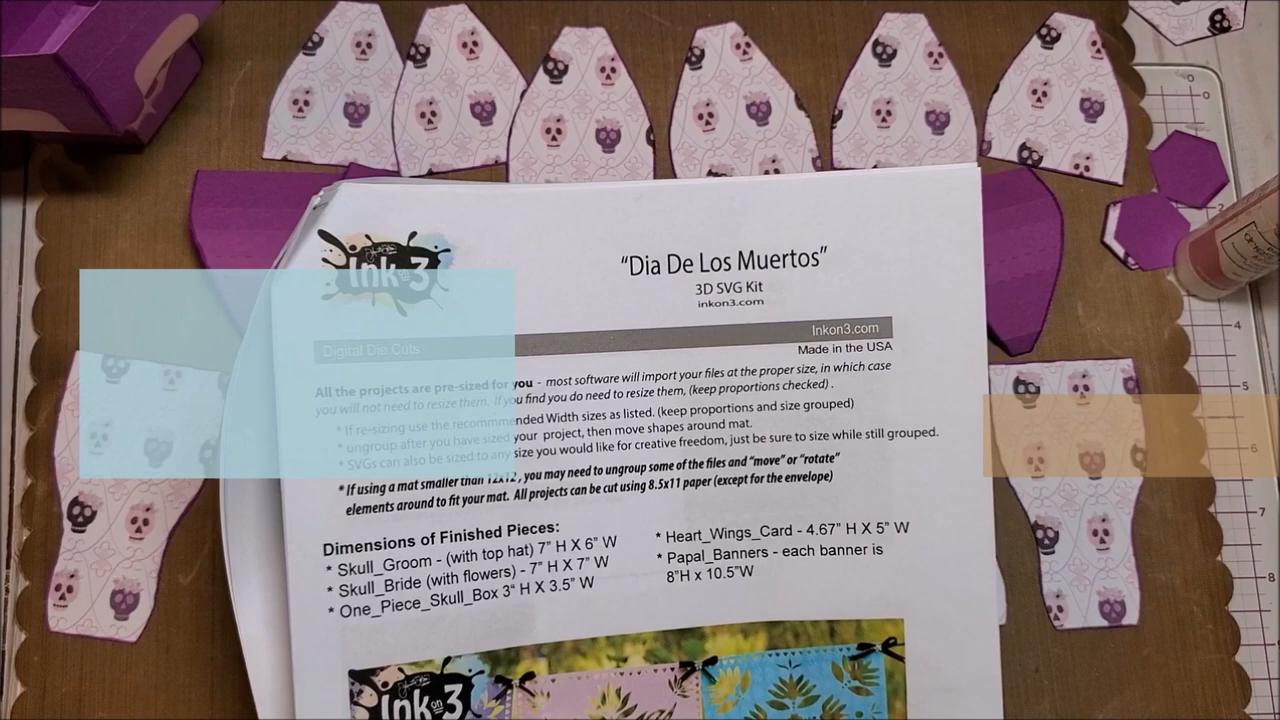 Ink on 3
"Dia De Los Muertos"
3D SVG Kit
inkon3.com
Digital Die Cuts
Inkon3.com
Made in the USA
All the projects are pre-sized for you - most software will import your files at the proper size, in which case
you will not need to resize them. If you find you do need to resize them, (keep proportions checked) .
* If re-sizing use the recommmended Width sizes as listed. (keep proportions and size grouped)
* ungroup after you have sized your project, then move shapes around mat.
* SVGs can also be sized to any size you would like for creative freedom, just be sure to size while still grouped.
* If using a mat smaller than 12x12 , you may need to ungroup some of the files and "move" or "rotate"
elements around to fit your mat. All projects can be cut using 8.5x11 paper (except for the envelope)
Dimensions of Finished Pieces:
* Skull_Groom - (with top hat) 7" H X 6" W
* Skull_Bride (with flowers) - 7" H X 7" W
* One_Piece_Skull_Box 3" H X 3.5" W
* Heart_Wings_Card - 4.67" H X 5" W
* Papal_Banners - each banner is
8"H x 10.5"W
Ink on 3
0
0
2
4
5
6
7
8